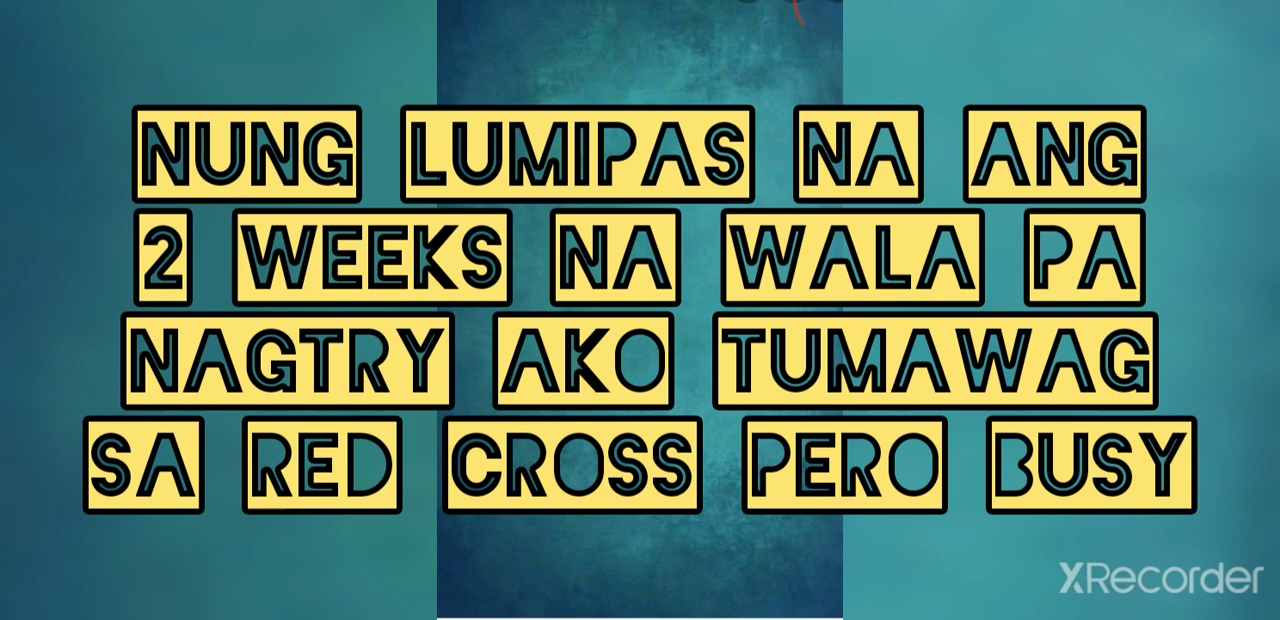 NUNG LUMIPAS NA ANG
2 WEEKS NA WALA PA
NAGTRY AKO TUMAWAG
SA RED CROSS PERO BUSY
XRecorder